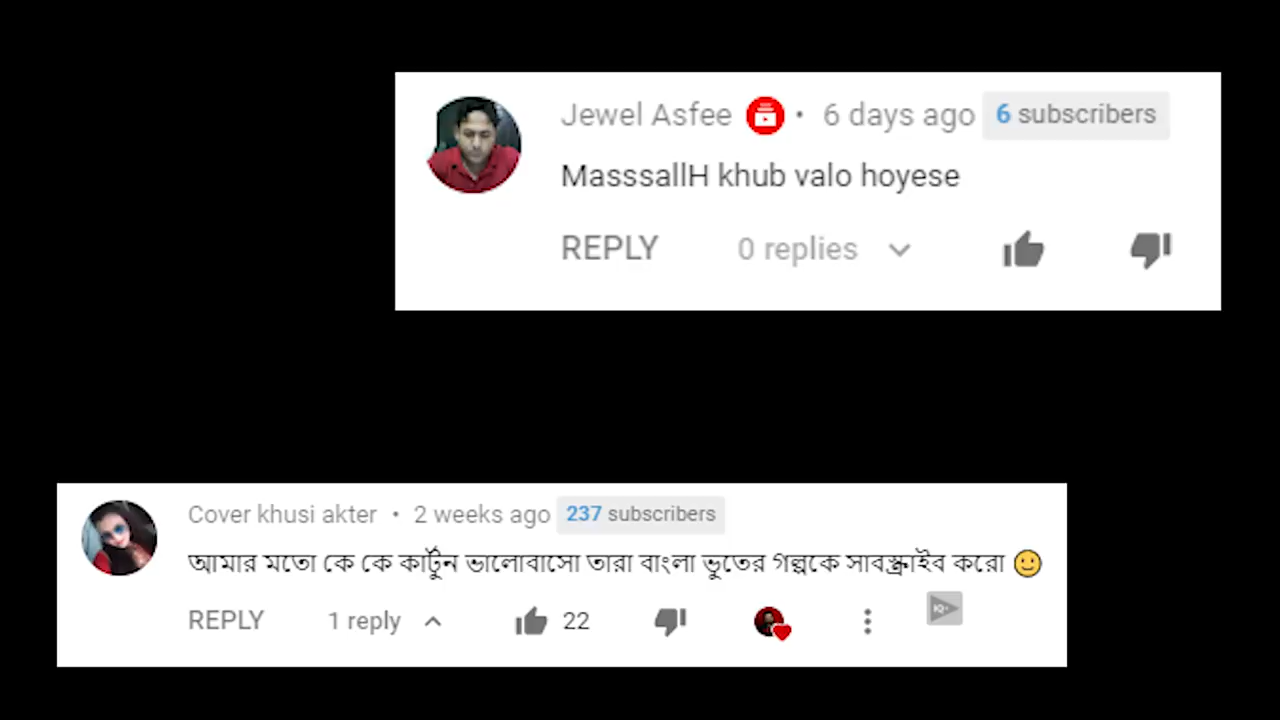 Jewel Asfee • 6 days ago 6 subscribers
MasssallH khub valo hoyese
REPLY 0 replies
Cover khusi akter • 2 weeks ago 237 subscribers
আমার মতো কে কে কার্টুন ভালোবাসো তারা বাংলা ভুতের গল্পকে সাবস্ক্রাইব করো 🙂
REPLY 1 reply 22